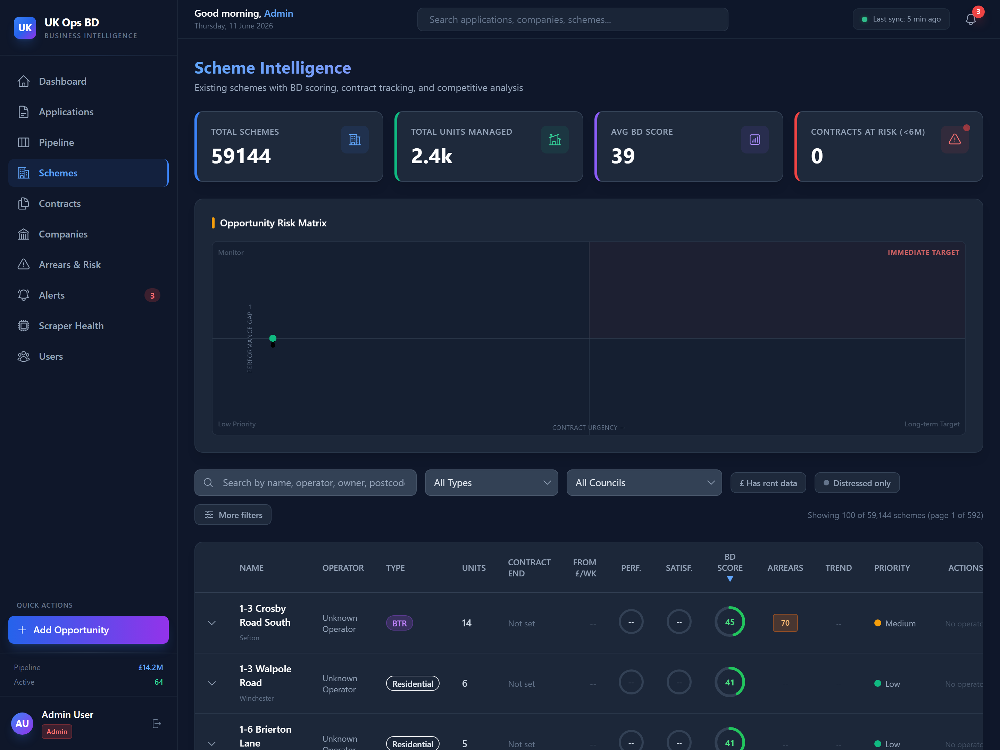 UK
UK Ops BD
BUSINESS INTELLIGENCE
Good morning, Admin
Thursday, 11 June 2026
Search applications, companies, schemes...
Last sync: 5 min ago
3
Dashboard
Applications
Pipeline
Schemes
Contracts
Companies
Arrears & Risk
Alerts
3
Scraper Health
Users
QUICK ACTIONS
+ Add Opportunity
Pipeline £14.2M
Active 64
AU
Admin User
Admin
Scheme Intelligence
Existing schemes with BD scoring, contract tracking, and competitive analysis
TOTAL SCHEMES
59144
TOTAL UNITS MANAGED
2.4k
AVG BD SCORE
39
CONTRACTS AT RISK (<6M)
0
Opportunity Risk Matrix
Monitor
IMMEDIATE TARGET
PERFORMANCE GAP →
Low Priority
CONTRACT URGENCY →
Long-term Target
Search by name, operator, owner, postcod
All Types
All Councils
£ Has rent data
Distressed only
More filters
Showing 100 of 59,144 schemes (page 1 of 592)
NAME OPERATOR TYPE UNITS CONTRACT END FROM £/WK PERF. SATISF. BD SCORE ▼ ARREARS TREND PRIORITY ACTIONS
1-3 Crosby Road South
Sefton
Unknown Operator
BTR
14
Not set
--
--
--
45
70
--
Medium
No operato
1-3 Walpole Road
Winchester
Unknown Operator
Residential
6
Not set
--
--
--
41
--
--
Low
No operato
1-6 Brierton Lane
Unknown Operator
Residential
5
Not set
--
--
--
41
--
--
Low
No operato